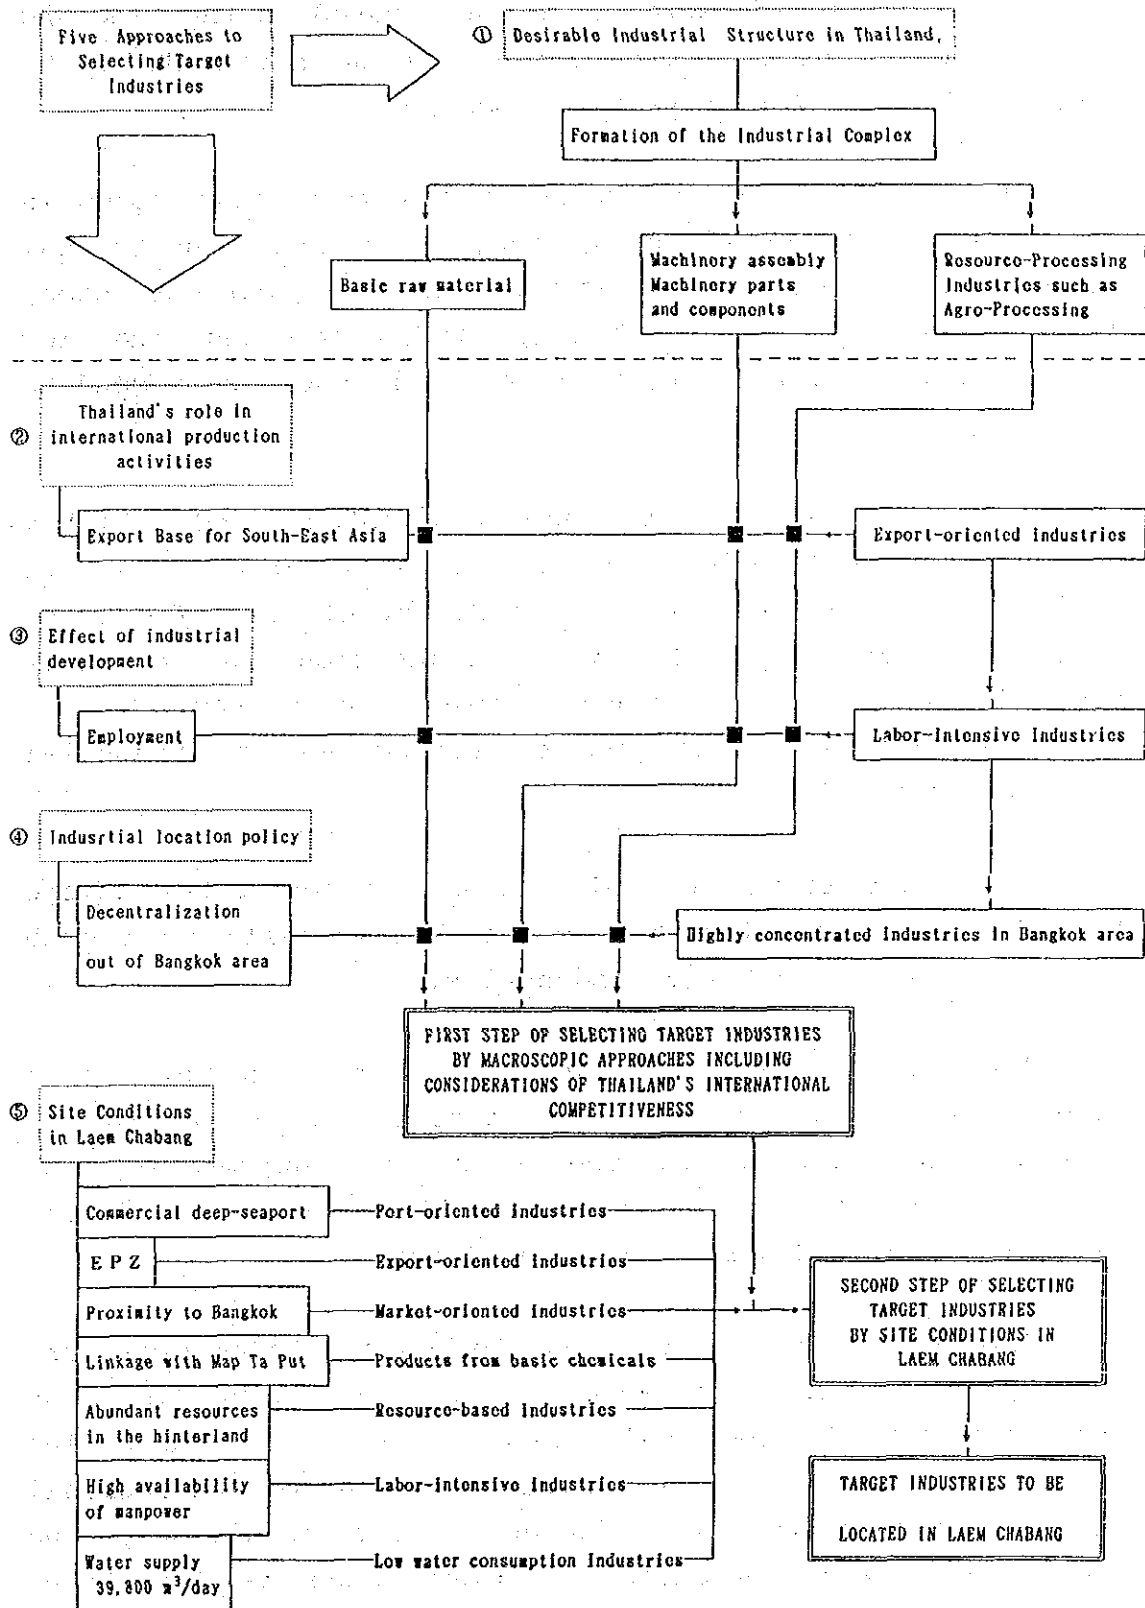 Five Approaches to
Selecting Target
Industries
① Desirable Industrial Structure in Thailand,
Formation of the Industrial Complex
Basic raw material
Machinery assembly
Machinery parts
and components
Resource-Processing
Industries such as
Agro-Processing
② Thailand's role in
international production
activities
Export Base for South-East Asia
Export-oriented industries
③ Effect of industrial
development
Employment
Labor-Intensive Industries
④ Indusrtial location policy
Decentralization
out of Bangkok area
Highly concentrated industries in Bangkok area
FIRST STEP OF SELECTING TARGET INDUSTRIES
BY MACROSCOPIC APPROACHES INCLUDING
CONSIDERATIONS OF THAILAND'S INTERNATIONAL
COMPETITIVENESS
⑤ Site Conditions
in Laem Chabang
Commercial deep-seaport
Port-oriented industries
EPZ
Export-oriented industries
Proximity to Bangkok
Market-oriented industries
Linkage with Map Ta Put
Products from basic chemicals
Abundant resources
in the hinterland
Resource-based industries
High availability
of manpower
Labor-intensive industries
Water supply
39,800 m³/day
Low water consumption Industries
SECOND STEP OF SELECTING
TARGET INDUSTRIES
BY SITE CONDITIONS IN
LAEM CHABANG
TARGET INDUSTRIES TO BE
LOCATED IN LAEM CHABANG